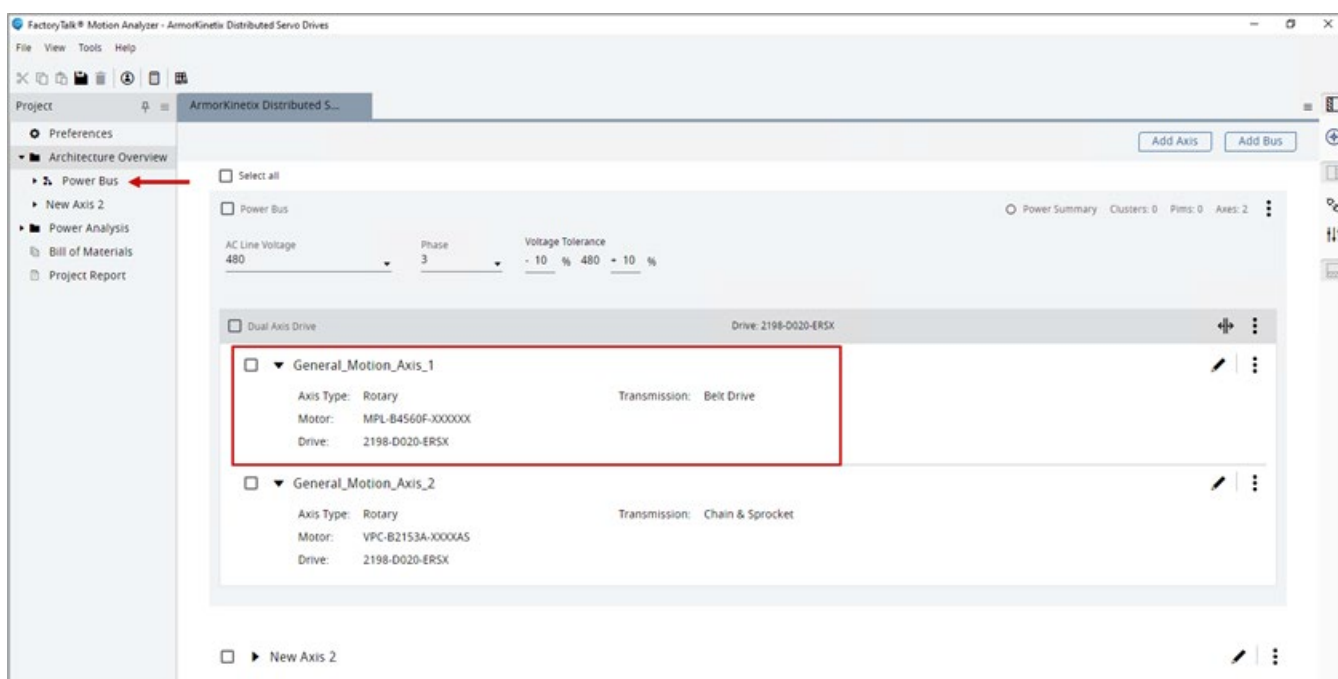 FactoryTalk® Motion Analyzer - ArmorKinetix Distributed Servo Drives
File View Tools Help
Project
ArmorKinetix Distributed S...
Preferences
Architecture Overview
Power Bus
New Axis 2
Power Analysis
Bill of Materials
Project Report
Add Axis
Add Bus
Select all
Power Bus
Power Summary Clusters: 0 Pims: 0 Axes: 2
AC Line Voltage
480
Phase
3
Voltage Tolerance
- 10 % 480 + 10 %
Dual Axis Drive
Drive: 2198-D020-ERSX
General_Motion_Axis_1
Axis Type: Rotary
Transmission: Belt Drive
Motor: MPL-B4560F-XXXXXX
Drive: 2198-D020-ERSX
General_Motion_Axis_2
Axis Type: Rotary
Transmission: Chain & Sprocket
Motor: VPC-B2153A-XXXXAS
Drive: 2198-D020-ERSX
New Axis 2